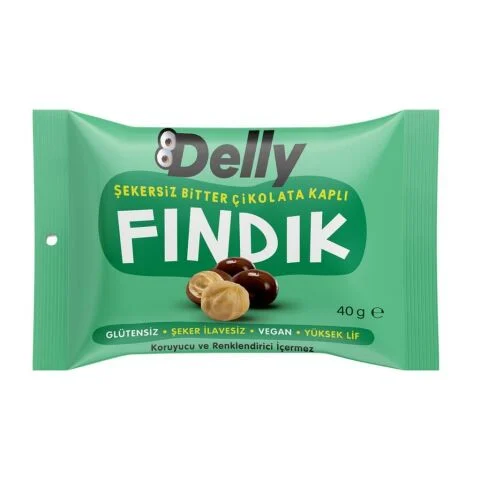 Delly
ŞEKERSİZ BİTTER ÇİKOLATA KAPLI
FINDIK
40 g ℮
GLÜTENSİZ • ŞEKER İLAVESİZ • VEGAN • YÜKSEK LİF
Koruyucu ve Renklendirici İçermez